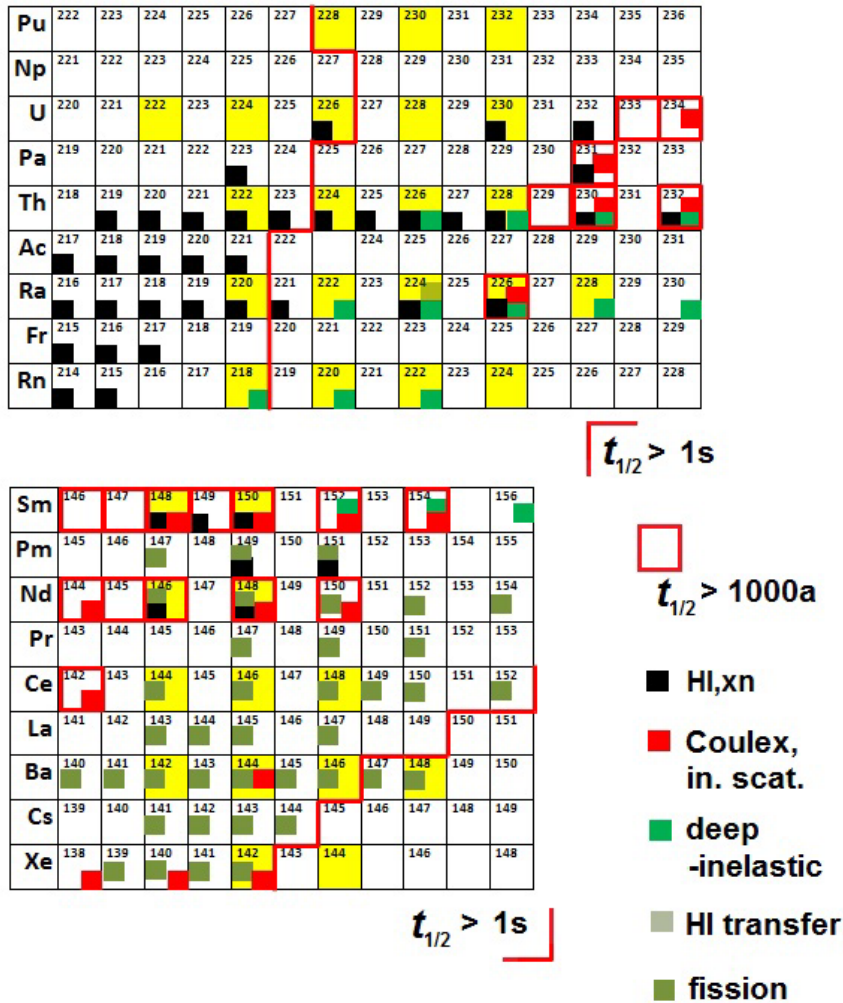 Pu 222 223 224 225 226 227 228 229 230 231 232 233 234 235 236
Np 221 222 223 224 225 226 227 228 229 230 231 232 233 234 235
U 220 221 222 223 224 225 226 227 228 229 230 231 232 233 234
Pa 219 220 221 222 223 224 225 226 227 228 229 230 231 232 233
Th 218 219 220 221 222 223 224 225 226 227 228 229 230 231 232
Ac 217 218 219 220 221 222 224 225 226 227 228 229 230 231
Ra 216 217 218 219 220 221 222 223 224 225 226 227 228 229 230
Fr 215 216 217 218 219 220 221 222 223 224 225 226 227 228 229
Rn 214 215 216 217 218 219 220 221 222 223 224 225 226 227 228
t1/2 > 1s
Sm 146 147 148 149 150 151 152 153 154 156
Pm 145 146 147 148 149 150 151 152 153 154 155
Nd 144 145 146 147 148 149 150 151 152 153 154
Pr 143 144 145 146 147 148 149 150 151 152 153
Ce 142 143 144 145 146 147 148 149 150 151 152
La 141 142 143 144 145 146 147 148 149 150 151
Ba 140 141 142 143 144 145 146 147 148 149 150
Cs 139 140 141 142 143 144 145 146 147 148 149
Xe 138 139 140 141 142 143 144 146 148
t1/2 > 1s
t1/2 > 1000a
HI,xn
Coulex,
in. scat.
deep
-inelastic
HI transfer
fission